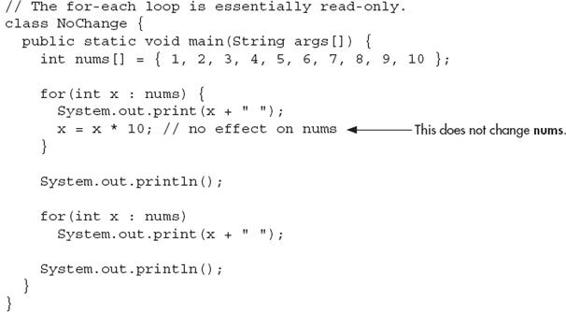 // The for-each loop is essentially read-only.
class NoChange {
  public static void main(String args[]) {
    int nums[] = { 1, 2, 3, 4, 5, 6, 7, 8, 9, 10 };

    for(int x : nums) {
      System.out.print(x + " ");
      x = x * 10; // no effect on nums This does not change nums.
    }

    System.out.println();

    for(int x : nums)
      System.out.print(x + " ");

    System.out.println();
  }
}